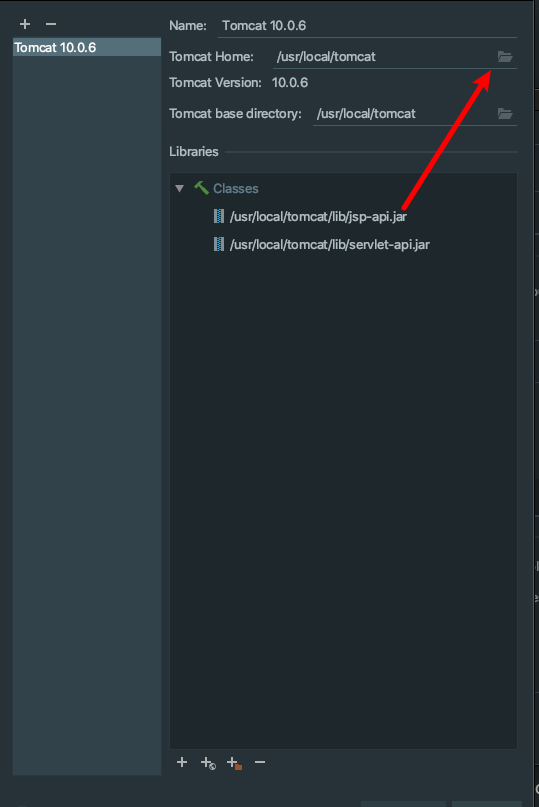 Name: Tomcat 10.0.6
Tomcat 10.0.6
Tomcat Home: /usr/local/tomcat
Tomcat Version: 10.0.6
Tomcat base directory: /usr/local/tomcat
Libraries
Classes
/usr/local/tomcat/lib/jsp-api.jar
/usr/local/tomcat/lib/servlet-api.jar